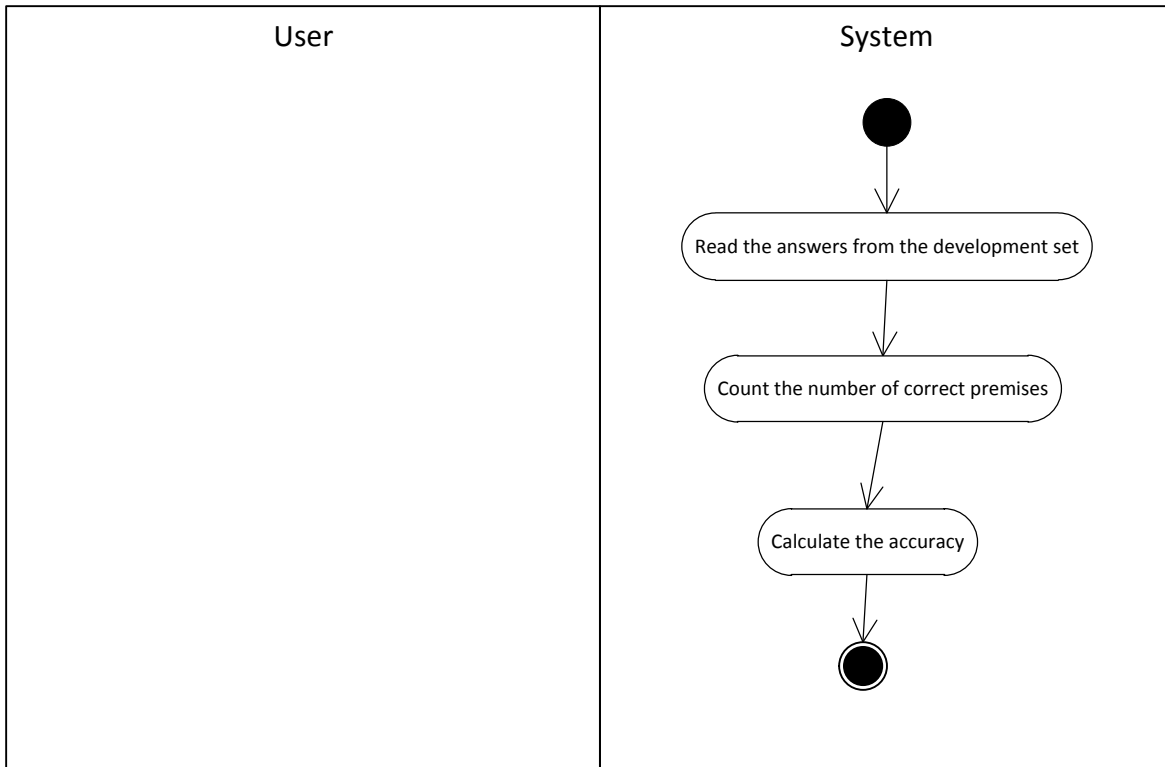 User
System
Read the answers from the development set
Count the number of correct premises
Calculate the accuracy